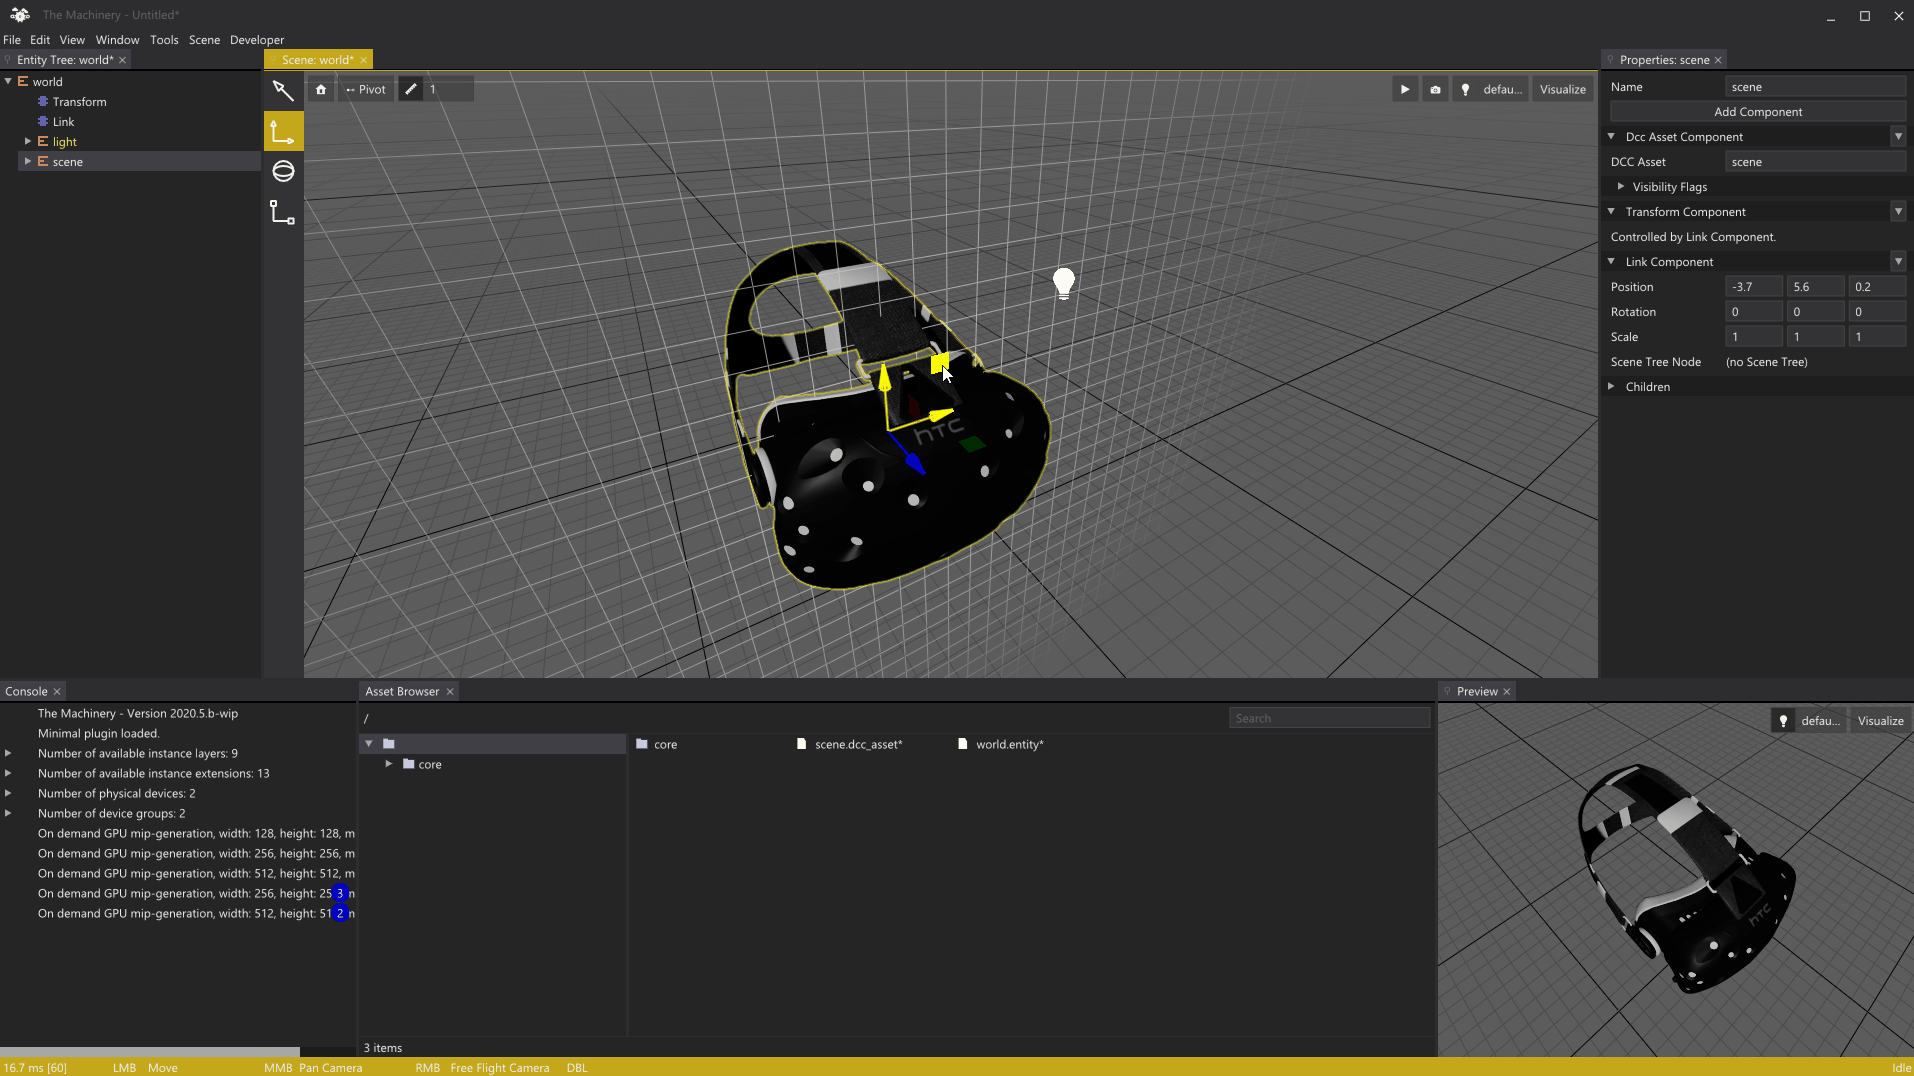 The Machinery - Untitled*
File Edit View Window Tools Scene Developer
Entity Tree: world*
world
Transform
Link
light
scene
Scene: world*
Pivot
1
defau...
Visualize
htc
Properties: scene
Name scene
Add Component
Dcc Asset Component
DCC Asset scene
Visibility Flags
Transform Component
Controlled by Link Component.
Link Component
Position -3.7 5.6 0.2
Rotation 0 0 0
Scale 1 1 1
Scene Tree Node (no Scene Tree)
Children
Console
The Machinery - Version 2020.5.b-wip
Minimal plugin loaded.
Number of available instance layers: 9
Number of available instance extensions: 13
Number of physical devices: 2
Number of device groups: 2
On demand GPU mip-generation, width: 128, height: 128, m
On demand GPU mip-generation, width: 256, height: 256, m
On demand GPU mip-generation, width: 512, height: 512, m
On demand GPU mip-generation, width: 256, height: 25 3
On demand GPU mip-generation, width: 512, height: 51 2
Asset Browser
/
Search
core
core
scene.dcc_asset*
world.entity*
3 items
Preview
defau...
Visualize
htc
16.7 ms [60] LMB Move MMB Pan Camera RMB Free Flight Camera DBL Idle